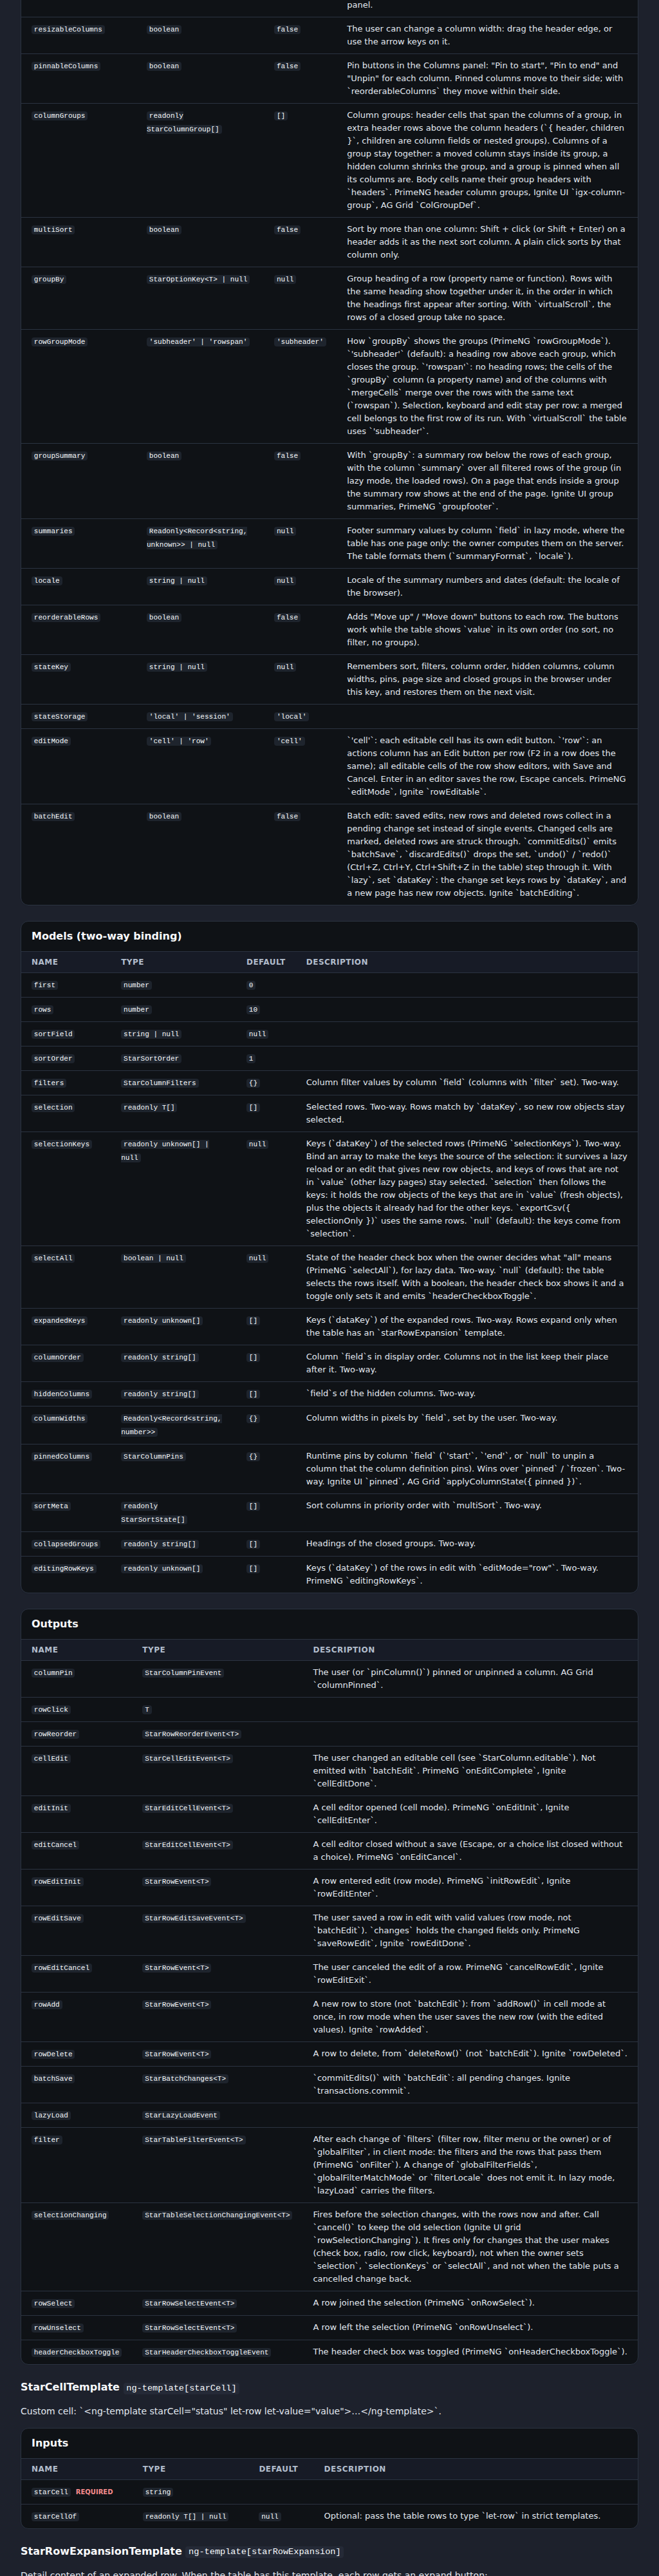 panel.
resizableColumns boolean false The user can change a column width: drag the header edge, or
use the arrow keys on it.
pinnableColumns boolean false Pin buttons in the Columns panel: "Pin to start", "Pin to end" and
"Unpin" for each column. Pinned columns move to their side; with
`reorderableColumns` they move within their side.
columnGroups readonly [] Column groups: header cells that span the columns of a group, in
StarColumnGroup[] extra header rows above the column headers (`{ header, children
}`, children are column fields or nested groups). Columns of a
group stay together: a moved column stays inside its group, a
hidden column shrinks the group, and a group is pinned when all
its columns are. Body cells name their group headers with
`headers`. PrimeNG header column groups, Ignite UI `igx-column-
group`, AG Grid `ColGroupDef`.
multiSort boolean false Sort by more than one column: Shift + click (or Shift + Enter) on a
header adds it as the next sort column. A plain click sorts by that
column only.
groupBy StarOptionKey<T> | null null Group heading of a row (property name or function). Rows with
the same heading show together under it, in the order in which
the headings first appear after sorting. With `virtualScroll`, the
rows of a closed group take no space.
rowGroupMode 'subheader' | 'rowspan' 'subheader' How `groupBy` shows the groups (PrimeNG `rowGroupMode`).
`'subheader'` (default): a heading row above each group, which
closes the group. `'rowspan'`: no heading rows; the cells of the
`groupBy` column (a property name) and of the columns with
`mergeCells` merge over the rows with the same text
(`rowspan`). Selection, keyboard and edit stay per row: a merged
cell belongs to the first row of its run. With `virtualScroll` the table
uses `'subheader'`.
groupSummary boolean false With `groupBy`: a summary row below the rows of each group,
with the column `summary` over all filtered rows of the group (in
lazy mode, the loaded rows). On a page that ends inside a group
the summary row shows at the end of the page. Ignite UI group
summaries, PrimeNG `groupfooter`.
summaries Readonly<Record<string, null Footer summary values by column `field` in lazy mode, where the
unknown>> | null table has one page only: the owner computes them on the server.
The table formats them (`summaryFormat`, `locale`).
locale string | null null Locale of the summary numbers and dates (default: the locale of
the browser).
reorderableRows boolean false Adds "Move up" / "Move down" buttons to each row. The buttons
work while the table shows `value` in its own order (no sort, no
filter, no groups).
stateKey string | null null Remembers sort, filters, column order, hidden columns, column
widths, pins, page size and closed groups in the browser under
this key, and restores them on the next visit.
stateStorage 'local' | 'session' 'local'
editMode 'cell' | 'row' 'cell' `'cell'`: each editable cell has its own edit button. `'row'`: an
actions column has an Edit button per row (F2 in a row does the
same); all editable cells of the row show editors, with Save and
Cancel. Enter in an editor saves the row, Escape cancels. PrimeNG
`editMode`, Ignite `rowEditable`.
batchEdit boolean false Batch edit: saved edits, new rows and deleted rows collect in a
pending change set instead of single events. Changed cells are
marked, deleted rows are struck through. `commitEdits()` emits
`batchSave`, `discardEdits()` drops the set, `undo()` / `redo()`
(Ctrl+Z, Ctrl+Y, Ctrl+Shift+Z in the table) step through it. With
`lazy`, set `dataKey`: the change set keys rows by `dataKey`, and
a new page has new row objects. Ignite `batchEditing`.
Models (two-way binding)
NAME TYPE DEFAULT DESCRIPTION
first number 0
rows number 10
sortField string | null null
sortOrder StarSortOrder 1
filters StarColumnFilters {} Column filter values by column `field` (columns with `filter` set). Two-way.
selection readonly T[] [] Selected rows. Two-way. Rows match by `dataKey`, so new row objects stay
selected.
selectionKeys readonly unknown[] | null Keys (`dataKey`) of the selected rows (PrimeNG `selectionKeys`). Two-way.
null Bind an array to make the keys the source of the selection: it survives a lazy
reload or an edit that gives new row objects, and keys of rows that are not
in `value` (other lazy pages) stay selected. `selection` then follows the
keys: it holds the row objects of the keys that are in `value` (fresh objects),
plus the objects it already had for the other keys. `exportCsv({
selectionOnly })` uses the same rows. `null` (default): the keys come from
`selection`.
selectAll boolean | null null State of the header check box when the owner decides what "all" means
(PrimeNG `selectAll`), for lazy data. Two-way. `null` (default): the table
selects the rows itself. With a boolean, the header check box shows it and a
toggle only sets it and emits `headerCheckboxToggle`.
expandedKeys readonly unknown[] [] Keys (`dataKey`) of the expanded rows. Two-way. Rows expand only when
the table has an `starRowExpansion` template.
columnOrder readonly string[] [] Column `field`s in display order. Columns not in the list keep their place
after it. Two-way.
hiddenColumns readonly string[] [] `field`s of the hidden columns. Two-way.
columnWidths Readonly<Record<string, {} Column widths in pixels by `field`, set by the user. Two-way.
number>>
pinnedColumns StarColumnPins {} Runtime pins by column `field` (`'start'`, `'end'`, or `null` to unpin a
column that the column definition pins). Wins over `pinned` / `frozen`. Two-
way. Ignite UI `pinned`, AG Grid `applyColumnState({ pinned })`.
sortMeta readonly [] Sort columns in priority order with `multiSort`. Two-way.
StarSortState[]
collapsedGroups readonly string[] [] Headings of the closed groups. Two-way.
editingRowKeys readonly unknown[] [] Keys (`dataKey`) of the rows in edit with `editMode="row"`. Two-way.
PrimeNG `editingRowKeys`.
Outputs
NAME TYPE DESCRIPTION
columnPin StarColumnPinEvent The user (or `pinColumn()`) pinned or unpinned a column. AG Grid
`columnPinned`.
rowClick T
rowReorder StarRowReorderEvent<T>
cellEdit StarCellEditEvent<T> The user changed an editable cell (see `StarColumn.editable`). Not
emitted with `batchEdit`. PrimeNG `onEditComplete`, Ignite
`cellEditDone`.
editInit StarEditCellEvent<T> A cell editor opened (cell mode). PrimeNG `onEditInit`, Ignite
`cellEditEnter`.
editCancel StarEditCellEvent<T> A cell editor closed without a save (Escape, or a choice list closed without
a choice). PrimeNG `onEditCancel`.
rowEditInit StarRowEvent<T> A row entered edit (row mode). PrimeNG `initRowEdit`, Ignite
`rowEditEnter`.
rowEditSave StarRowEditSaveEvent<T> The user saved a row in edit with valid values (row mode, not
`batchEdit`). `changes` holds the changed fields only. PrimeNG
`saveRowEdit`, Ignite `rowEditDone`.
rowEditCancel StarRowEvent<T> The user canceled the edit of a row. PrimeNG `cancelRowEdit`, Ignite
`rowEditExit`.
rowAdd StarRowEvent<T> A new row to store (not `batchEdit`): from `addRow()` in cell mode at
once, in row mode when the user saves the new row (with the edited
values). Ignite `rowAdded`.
rowDelete StarRowEvent<T> A row to delete, from `deleteRow()` (not `batchEdit`). Ignite `rowDeleted`.
batchSave StarBatchChanges<T> `commitEdits()` with `batchEdit`: all pending changes. Ignite
`transactions.commit`.
lazyLoad StarLazyLoadEvent
filter StarTableFilterEvent<T> After each change of `filters` (filter row, filter menu or the owner) or of
`globalFilter`, in client mode: the filters and the rows that pass them
(PrimeNG `onFilter`). A change of `globalFilterFields`,
`globalFilterMatchMode` or `filterLocale` does not emit it. In lazy mode,
`lazyLoad` carries the filters.
selectionChanging StarTableSelectionChangingEvent<T> Fires before the selection changes, with the rows now and after. Call
`cancel()` to keep the old selection (Ignite UI grid
`rowSelectionChanging`). It fires only for changes that the user makes
(check box, radio, row click, keyboard), not when the owner sets
`selection`, `selectionKeys` or `selectAll`, and not when the table puts a
cancelled change back.
rowSelect StarRowSelectEvent<T> A row joined the selection (PrimeNG `onRowSelect`).
rowUnselect StarRowSelectEvent<T> A row left the selection (PrimeNG `onRowUnselect`).
headerCheckboxToggle StarHeaderCheckboxToggleEvent The header check box was toggled (PrimeNG `onHeaderCheckboxToggle`).
StarCellTemplate ng-template[starCell]
Custom cell: `<ng-template starCell="status" let-row let-value="value">…</ng-template>`.
Inputs
NAME TYPE DEFAULT DESCRIPTION
starCell REQUIRED string
starCellOf readonly T[] | null null Optional: pass the table rows to type `let-row` in strict templates.
StarRowExpansionTemplate ng-template[starRowExpansion]
Detail content of an expanded row. When the table has this template, each row gets an expand button: